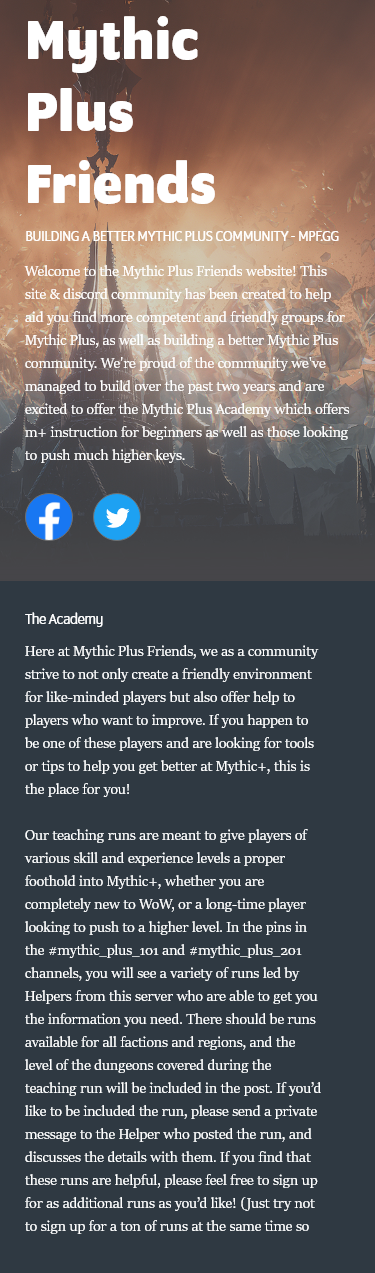 Mythic
Plus
Friends
BUILDING A BETTER MYTHIC PLUS COMMUNITY - MPF.GG
Welcome to the Mythic Plus Friends website! This
site & discord community has been created to help
aid you find more competent and friendly groups for
Mythic Plus, as well as building a better Mythic Plus
community. We're proud of the community we've
managed to build over the past two years and are
excited to offer the Mythic Plus Academy which offers
m+ instruction for beginners as well as those looking
to push much higher keys.
The Academy
Here at Mythic Plus Friends, we as a community
strive to not only create a friendly environment
for like-minded players but also offer help to
players who want to improve. If you happen to
be one of these players and are looking for tools
or tips to help you get better at Mythic+, this is
the place for you!
Our teaching runs are meant to give players of
various skill and experience levels a proper
foothold into Mythic+, whether you are
completely new to WoW, or a long-time player
looking to push to a higher level. In the pins in
the #mythic_plus_101 and #mythic_plus_201
channels, you will see a variety of runs led by
Helpers from this server who are able to get you
the information you need. There should be runs
available for all factions and regions, and the
level of the dungeons covered during the
teaching run will be included in the post. If you'd
like to be included the run, please send a private
message to the Helper who posted the run, and
discusses the details with them. If you find that
these runs are helpful, please feel free to sign up
for as additional runs as you'd like! (Just try not
to sign up for a ton of runs at the same time so